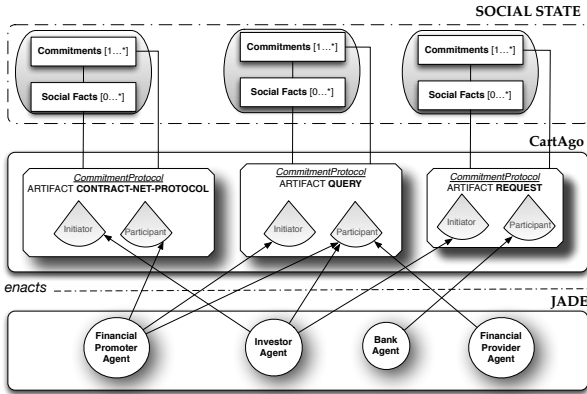 SOCIAL STATE
Commitments [1...*]
Commitments [1...*]
Commitments [1...*]
Social Facts [0...*]
Social Facts [0...*]
Social Facts [0...*]
CartAgo
CommitmentProtocol
ARTIFACT CONTRACT-NET-PROTOCOL
Initiator
Participant
CommitmentProtocol
ARTIFACT QUERY
Initiator
Participant
CommitmentProtocol
ARTIFACT REQUEST
Initiator
Participant
enacts
JADE
Financial
Promoter
Agent
Investor
Agent
Bank
Agent
Financial
Provider
Agent